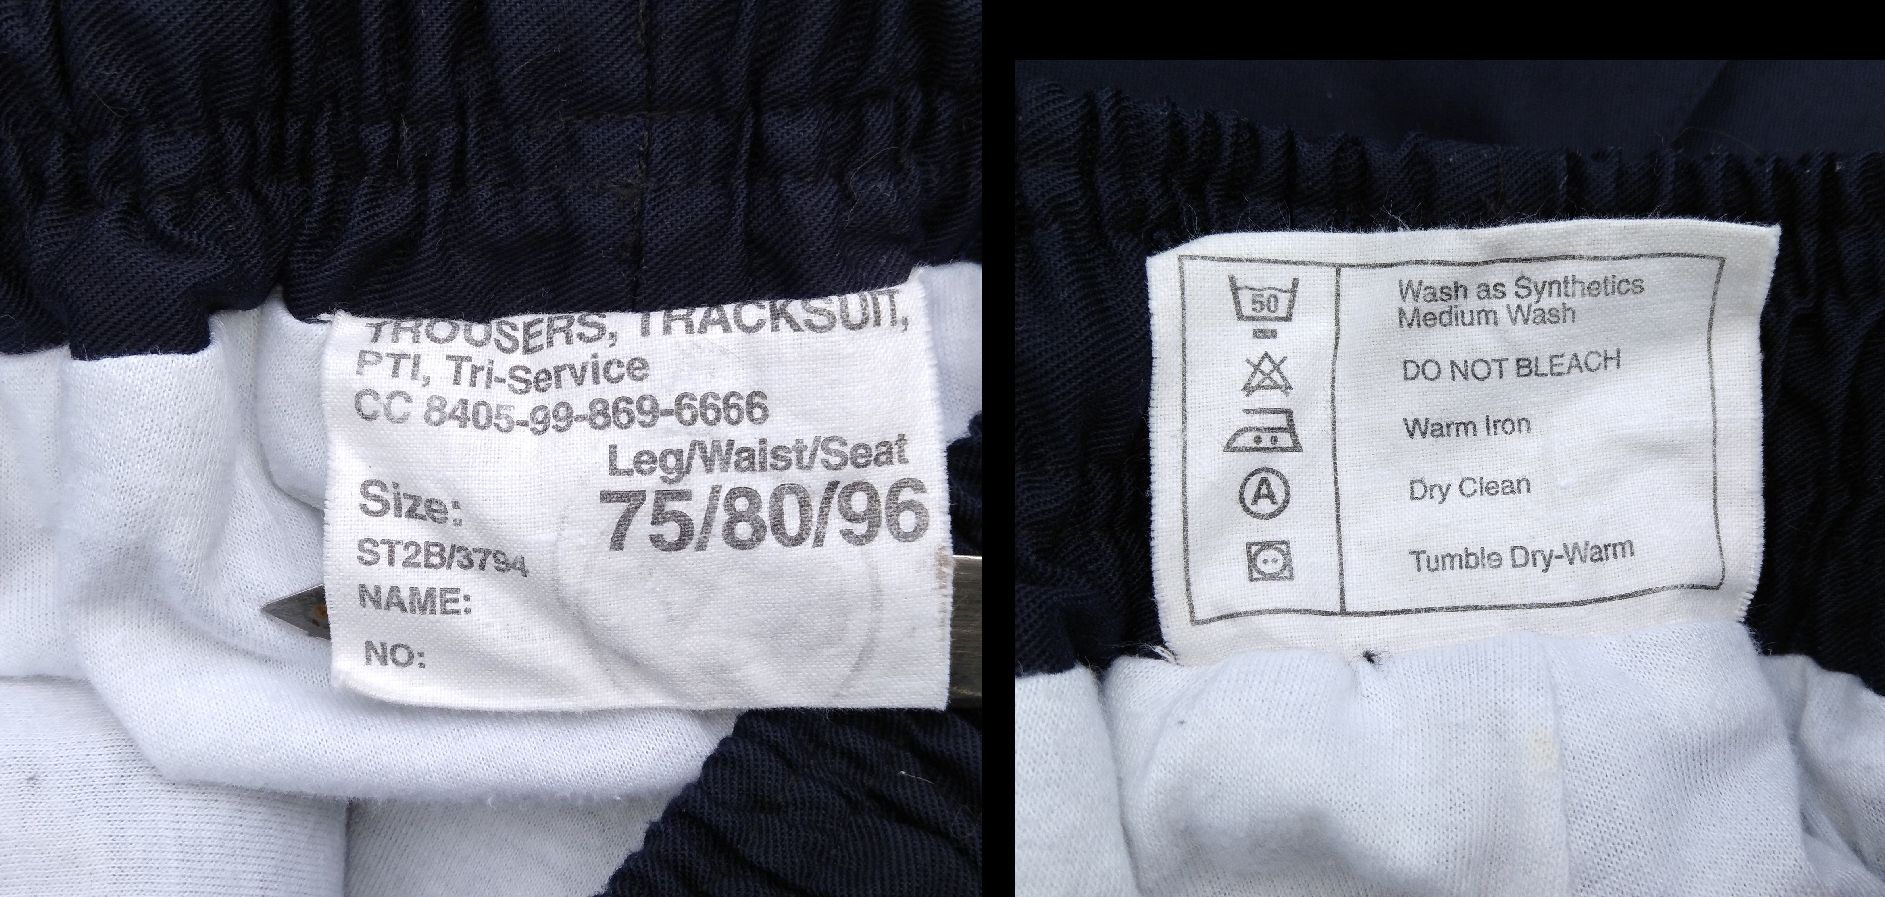 TROUSERS, TRACKSUIT,
PTI, Tri-Service
CC 8405-99-869-6666
Leg/Waist/Seat
Size: 75/80/96
ST2B/3794
NAME:
NO:
50
Wash as Synthetics
Medium Wash
DO NOT BLEACH
Warm Iron
A
Dry Clean
Tumble Dry-Warm